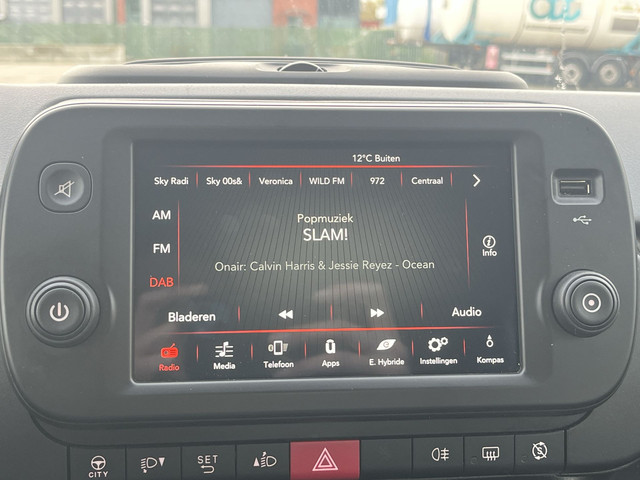 12°C Buiten
Sky Radi Sky 00s& Veronica WILD FM 972 Centraal
AM
Popmuziek
SLAM!
FM
Info
Onair: Calvin Harris & Jessie Reyez - Ocean
DAB
Bladeren Audio
Radio Media Telefoon Apps E. Hybride Instellingen Kompas
CITY SET